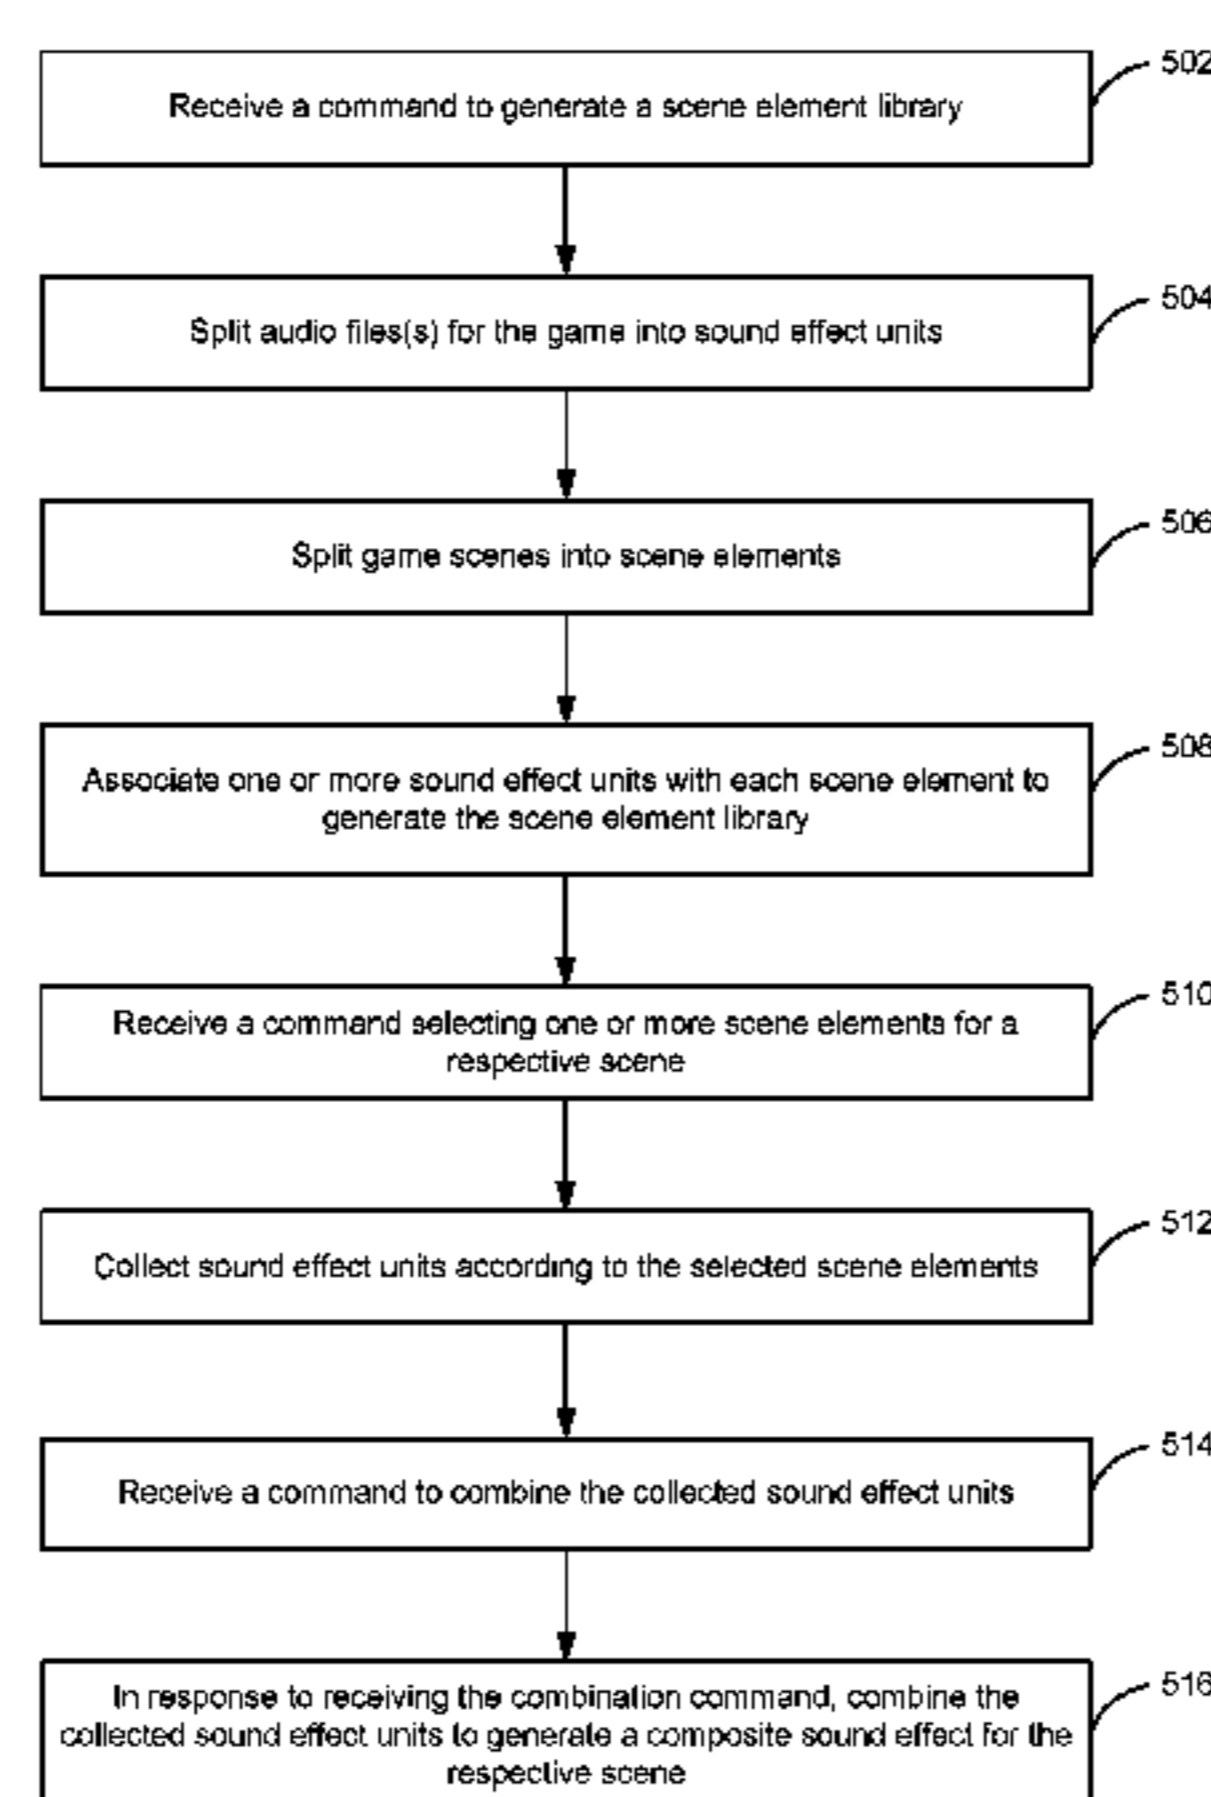 502
Receive a command to generate a scene element library
504
Split audio files(s) for the game into sound effect units
506
Split game scenes into scene elements
508
Associate one or more sound effect units with each scene element to
generate the scene element library
510
Receive a command selecting one or more scene elements for a
respective scene
512
Collect sound effect units according to the selected scene elements
514
Receive a command to combine the collected sound effect units
516
In response to receiving the combination command, combine the
collected sound effect units to generate a composite sound effect for the
respective scene